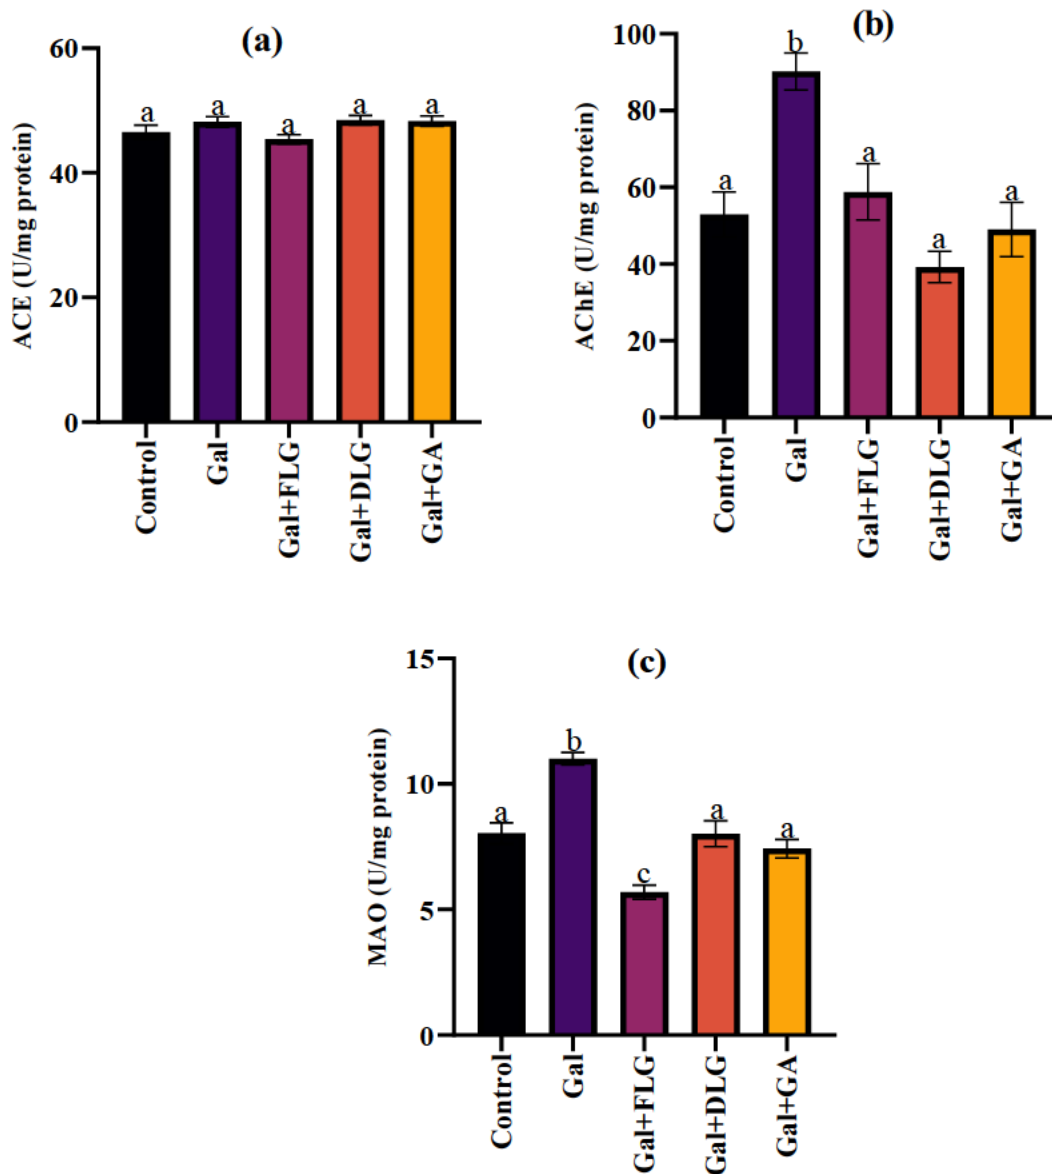 (a)
ACE (U/mg protein)
60
40
20
0
a
a
a
a
a
Control
Gal
Gal+FLG
Gal+DLG
Gal+GA
(b)
AChE (U/mg protein)
100
80
60
40
20
0
a
b
a
a
a
Control
Gal
Gal+FLG
Gal+DLG
Gal+GA
(c)
MAO (U/mg protein)
15
10
5
0
a
b
c
a
a
Control
Gal
Gal+FLG
Gal+DLG
Gal+GA